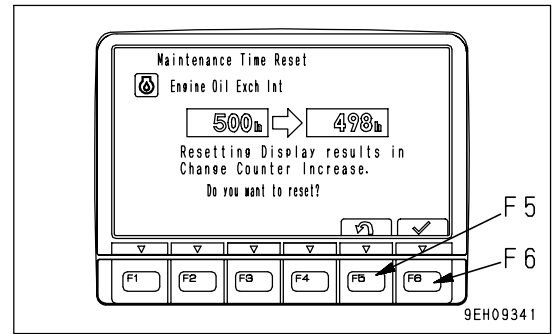 Maintenance Time Reset
Engine Oil Exch Int
500h 498h
Resetting Display results in
Change Counter Increase.
Do you want to reset?
F5
F6
F1 F2 F3 F4 F5 F6
9EH09341